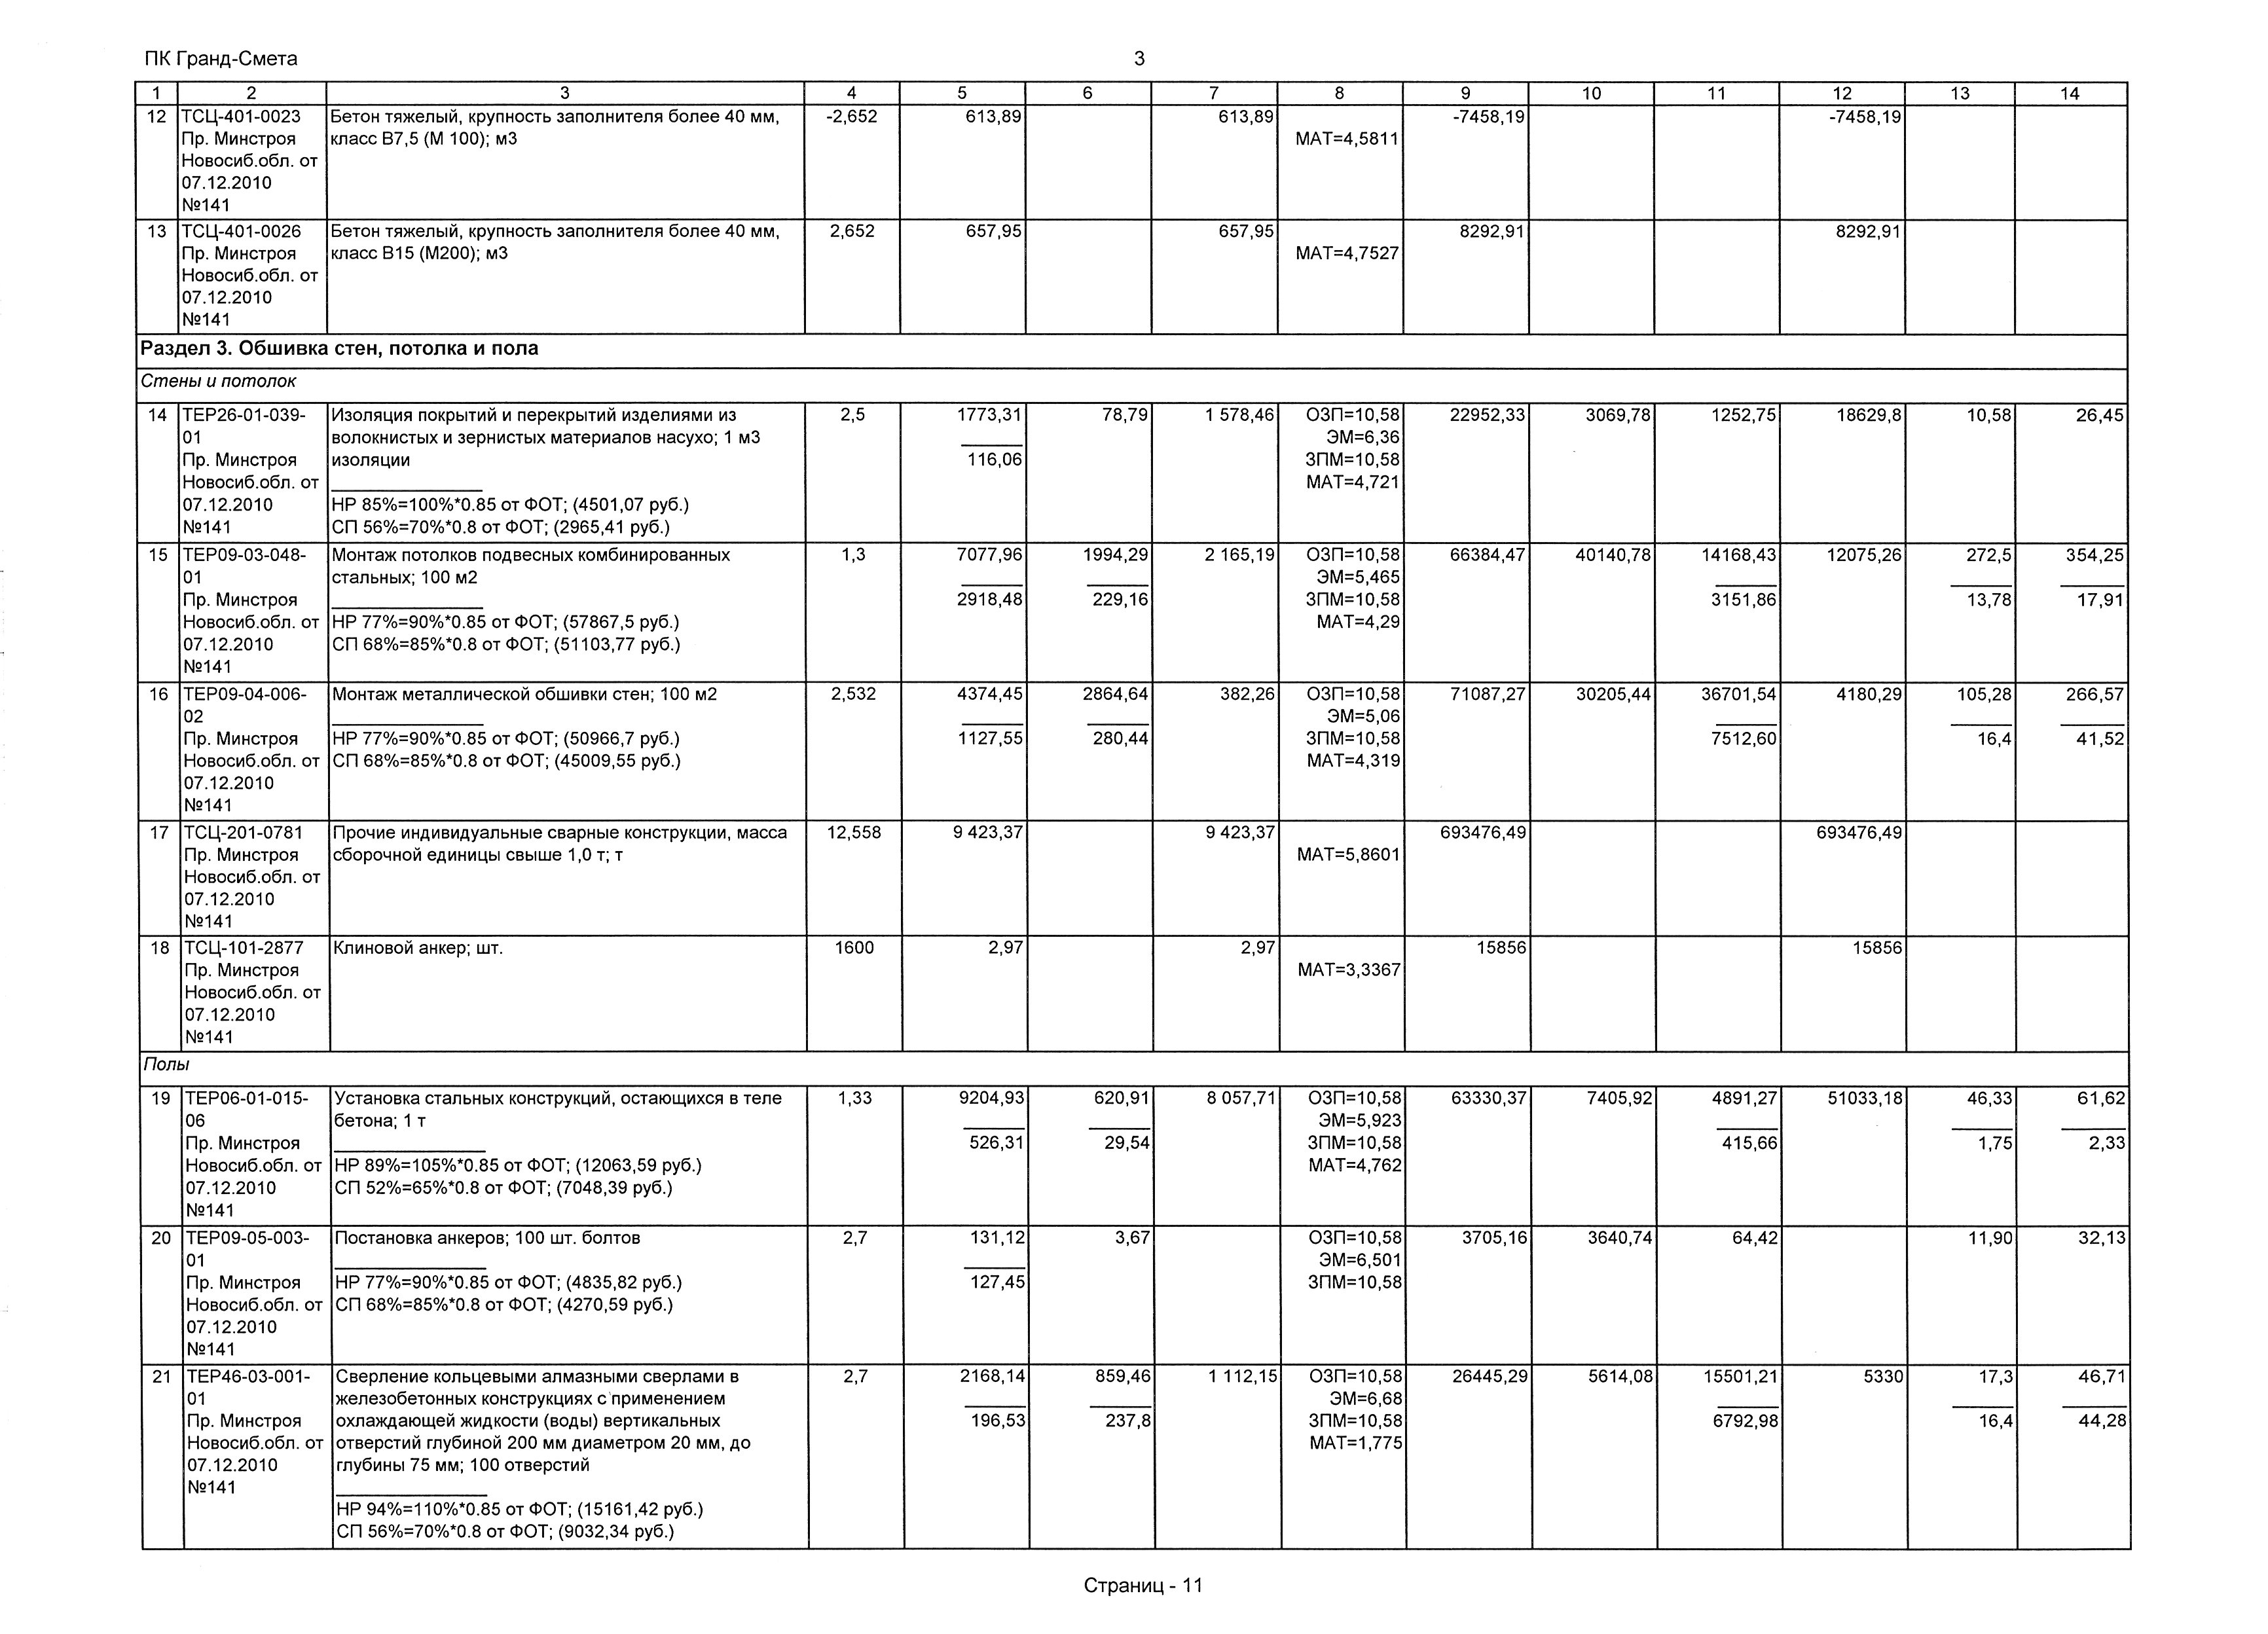 ПК Гранд-Смета 3
1 2 3 4 5 6 7 8 9 10 11 12 13 14
12 ТСЦ-401-0023 Бетон тяжелый, крупность заполнителя более 40 мм, -2,652 613,89 613,89 -7458,19 -7458,19
Пр. Минстроя класс В7,5 (М 100); м3 МАТ=4,5811
Новосиб.обл. от
07.12.2010
№141
13 ТСЦ-401-0026 Бетон тяжелый, крупность заполнителя более 40 мм, 2,652 657,95 657,95 8292,91 8292,91
Пр. Минстроя класс В15 (М200); м3 МАТ=4,7527
Новосиб.обл. от
07.12.2010
№141
Раздел 3. Обшивка стен, потолка и пола
Стены и потолок
14 ТЕР26-01-039- Изоляция покрытий и перекрытий изделиями из 2,5 1773,31 78,79 1 578,46 ОЗП=10,58 22952,33 3069,78 1252,75 18629,8 10,58 26,45
01 волокнистых и зернистых материалов насухо; 1 м3 ЭМ=6,36
Пр. Минстроя изоляции 116,06 ЗПМ=10,58
Новосиб.обл. от МАТ=4,721
07.12.2010 НР 85%=100%*0.85 от ФОТ; (4501,07 руб.)
№141 СП 56%=70%*0.8 от ФОТ; (2965,41 руб.)
15 ТЕР09-03-048- Монтаж потолков подвесных комбинированных 1,3 7077,96 1994,29 2 165,19 ОЗП=10,58 66384,47 40140,78 14168,43 12075,26 272,5 354,25
01 стальных; 100 м2 ЭМ=5,465
Пр. Минстроя 2918,48 229,16 ЗПМ=10,58 3151,86 13,78 17,91
Новосиб.обл. от НР 77%=90%*0.85 от ФОТ; (57867,5 руб.) МАТ=4,29
07.12.2010 СП 68%=85%*0.8 от ФОТ; (51103,77 руб.)
№141
16 ТЕР09-04-006- Монтаж металлической обшивки стен; 100 м2 2,532 4374,45 2864,64 382,26 ОЗП=10,58 71087,27 30205,44 36701,54 4180,29 105,28 266,57
02 ЭМ=5,06
Пр. Минстроя НР 77%=90%*0.85 от ФОТ; (50966,7 руб.) 1127,55 280,44 ЗПМ=10,58 7512,60 16,4 41,52
Новосиб.обл. от СП 68%=85%*0.8 от ФОТ; (45009,55 руб.) МАТ=4,319
07.12.2010
№141
17 ТСЦ-201-0781 Прочие индивидуальные сварные конструкции, масса 12,558 9 423,37 9 423,37 693476,49 693476,49
Пр. Минстроя сборочной единицы свыше 1,0 т; т МАТ=5,8601
Новосиб.обл. от
07.12.2010
№141
18 ТСЦ-101-2877 Клиновой анкер; шт. 1600 2,97 2,97 15856 15856
Пр. Минстроя МАТ=3,3367
Новосиб.обл. от
07.12.2010
№141
Полы
19 ТЕР06-01-015- Установка стальных конструкций, остающихся в теле 1,33 9204,93 620,91 8 057,71 ОЗП=10,58 63330,37 7405,92 4891,27 51033,18 46,33 61,62
06 бетона; 1 т ЭМ=5,923
Пр. Минстроя 526,31 29,54 ЗПМ=10,58 415,66 1,75 2,33
Новосиб.обл. от НР 89%=105%*0.85 от ФОТ; (12063,59 руб.) МАТ=4,762
07.12.2010 СП 52%=65%*0.8 от ФОТ; (7048,39 руб.)
№141
20 ТЕР09-05-003- Постановка анкеров; 100 шт. болтов 2,7 131,12 3,67 ОЗП=10,58 3705,16 3640,74 64,42 11,90 32,13
01 ЭМ=6,501
Пр. Минстроя НР 77%=90%*0.85 от ФОТ; (4835,82 руб.) 127,45 ЗПМ=10,58
Новосиб.обл. от СП 68%=85%*0.8 от ФОТ; (4270,59 руб.)
07.12.2010
№141
21 ТЕР46-03-001- Сверление кольцевыми алмазными сверлами в 2,7 2168,14 859,46 1 112,15 ОЗП=10,58 26445,29 5614,08 15501,21 5330 17,3 46,71
01 железобетонных конструкциях с применением ЭМ=6,68
Пр. Минстроя охлаждающей жидкости (воды) вертикальных 196,53 237,8 ЗПМ=10,58 6792,98 16,4 44,28
Новосиб.обл. от отверстий глубиной 200 мм диаметром 20 мм, до МАТ=1,775
07.12.2010 глубины 75 мм; 100 отверстий
№141
НР 94%=110%*0.85 от ФОТ; (15161,42 руб.)
СП 56%=70%*0.8 от ФОТ; (9032,34 руб.)
Страниц - 11